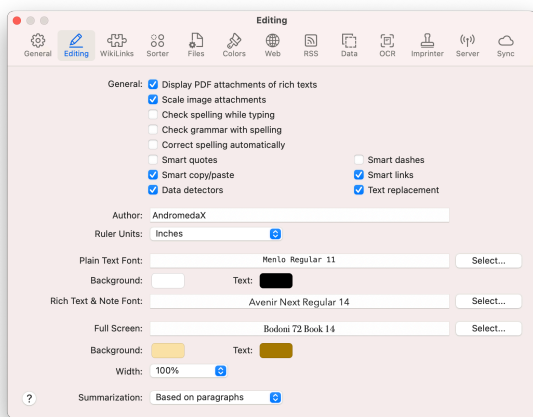 Editing
General Editing WikiLinks Sorter Files Colors Web RSS Data OCR Imprinter Server Sync
General: Display PDF attachments of rich texts
Scale image attachments
Check spelling while typing
Check grammar with spelling
Correct spelling automatically
Smart quotes Smart dashes
Smart copy/paste Smart links
Data detectors Text replacement
Author: AndromedaX
Ruler Units: Inches
Plain Text Font: Menlo Regular 11 Select...
Background: Text:
Rich Text & Note Font: Avenir Next Regular 14 Select...
Full Screen: Bodoni 72 Book 14 Select...
Background: Text:
Width: 100%
? Summarization: Based on paragraphs